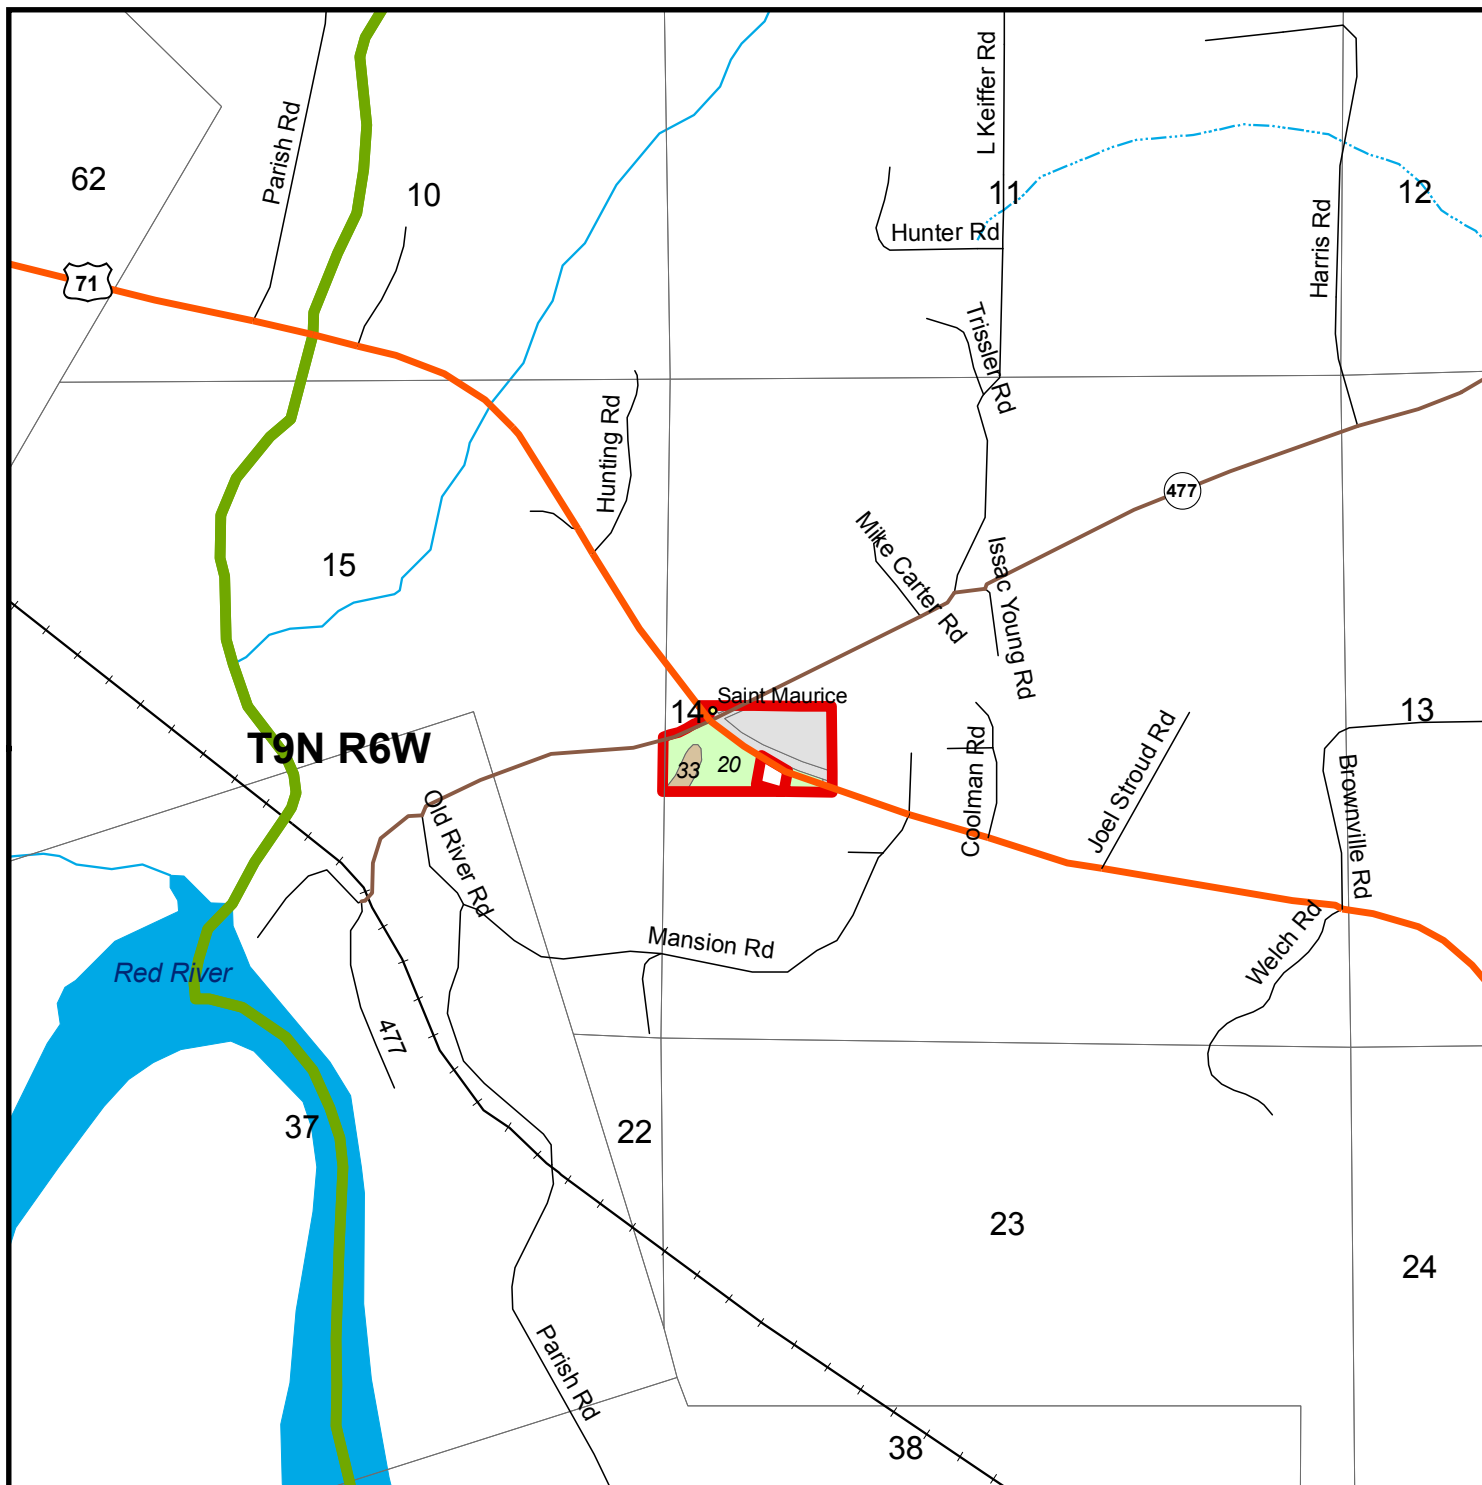 L Keiffer Rd
Parish Rd
62
10
11
12
Hunter Rd
Harris Rd
71
Trissler Rd
Hunting Rd
477
15
Mike Carter Rd
Issac Young Rd
Saint Maurice
14
13
T9N R6W
33
20
Coolman Rd
Joel Stroud Rd
Brownville Rd
Old River Rd
Mansion Rd
Welch Rd
Red River
477
37
22
23
24
Parish Rd
38